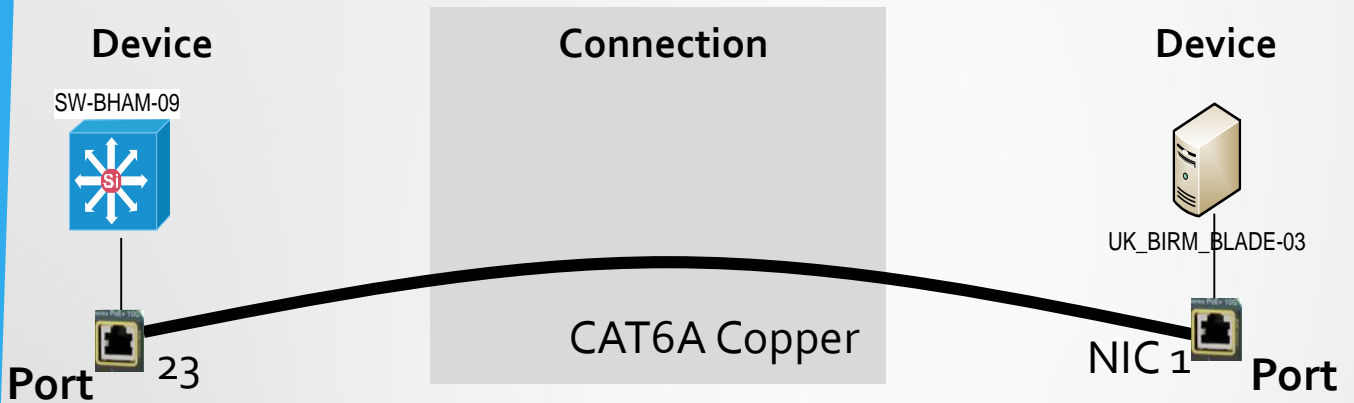 Device
Connection
Device
SW-BHAM-09
Si
UK_BIRM_BLADE-03
CAT6A Copper
23
NIC 1
Port
Port